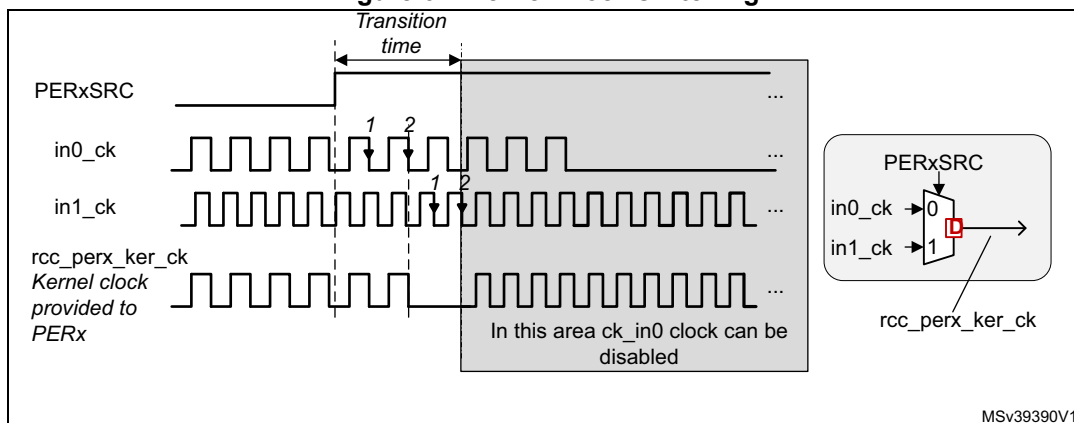 Transition
time
PERxSRC
...
1 2
in0_ck
...
1 2
in1_ck
...
rcc_perx_ker_ck
Kernel clock
provided to
PERx
...
In this area ck_in0 clock can be
disabled
PERxSRC
in0_ck
0
D
in1_ck
1
rcc_perx_ker_ck
MSv39390V1